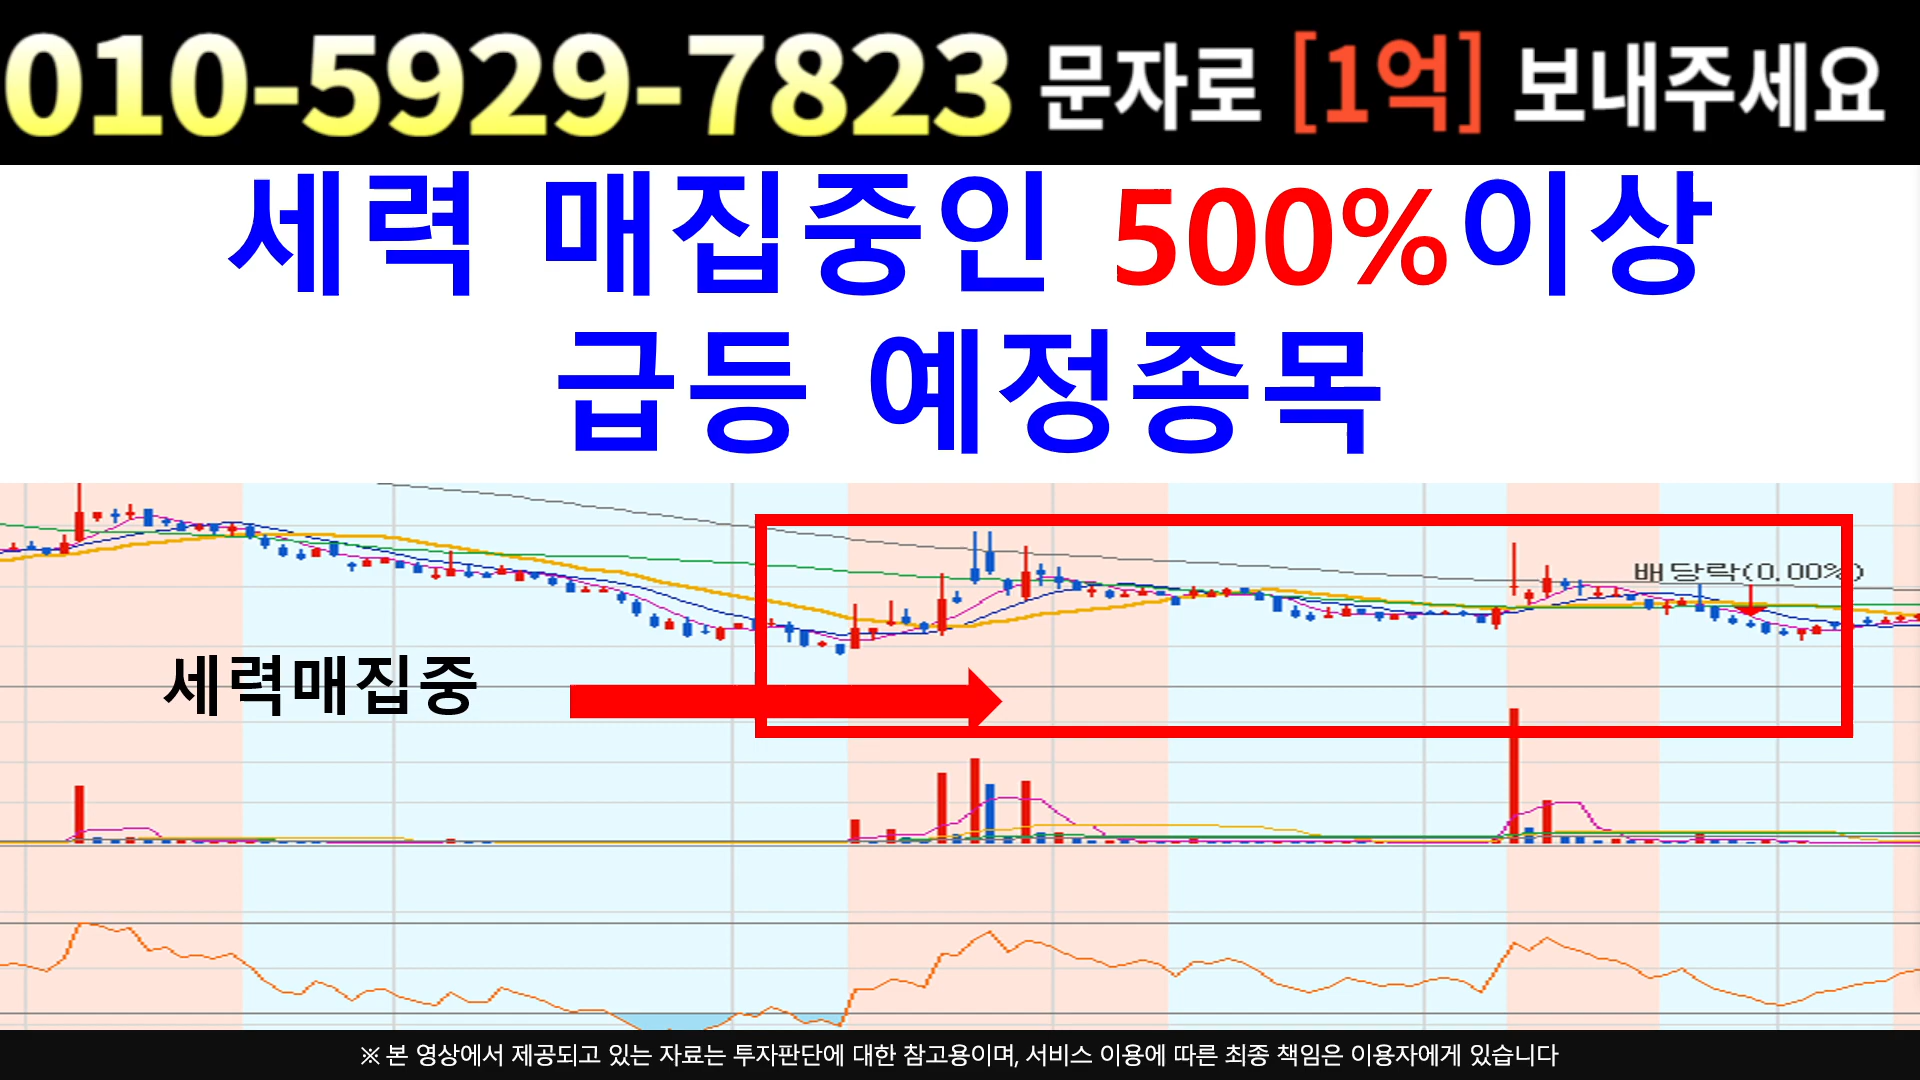 010-5929-7823 문자로 [1억] 보내주세요
세력 매집중인 500%이상
급등 예정종목
배당락(0.00%)
세력매집중
※ 본 영상에서 제공되고 있는 자료는 투자판단에 대한 참고용이며, 서비스 이용에 따른 최종 책임은 이용자에게 있습니다